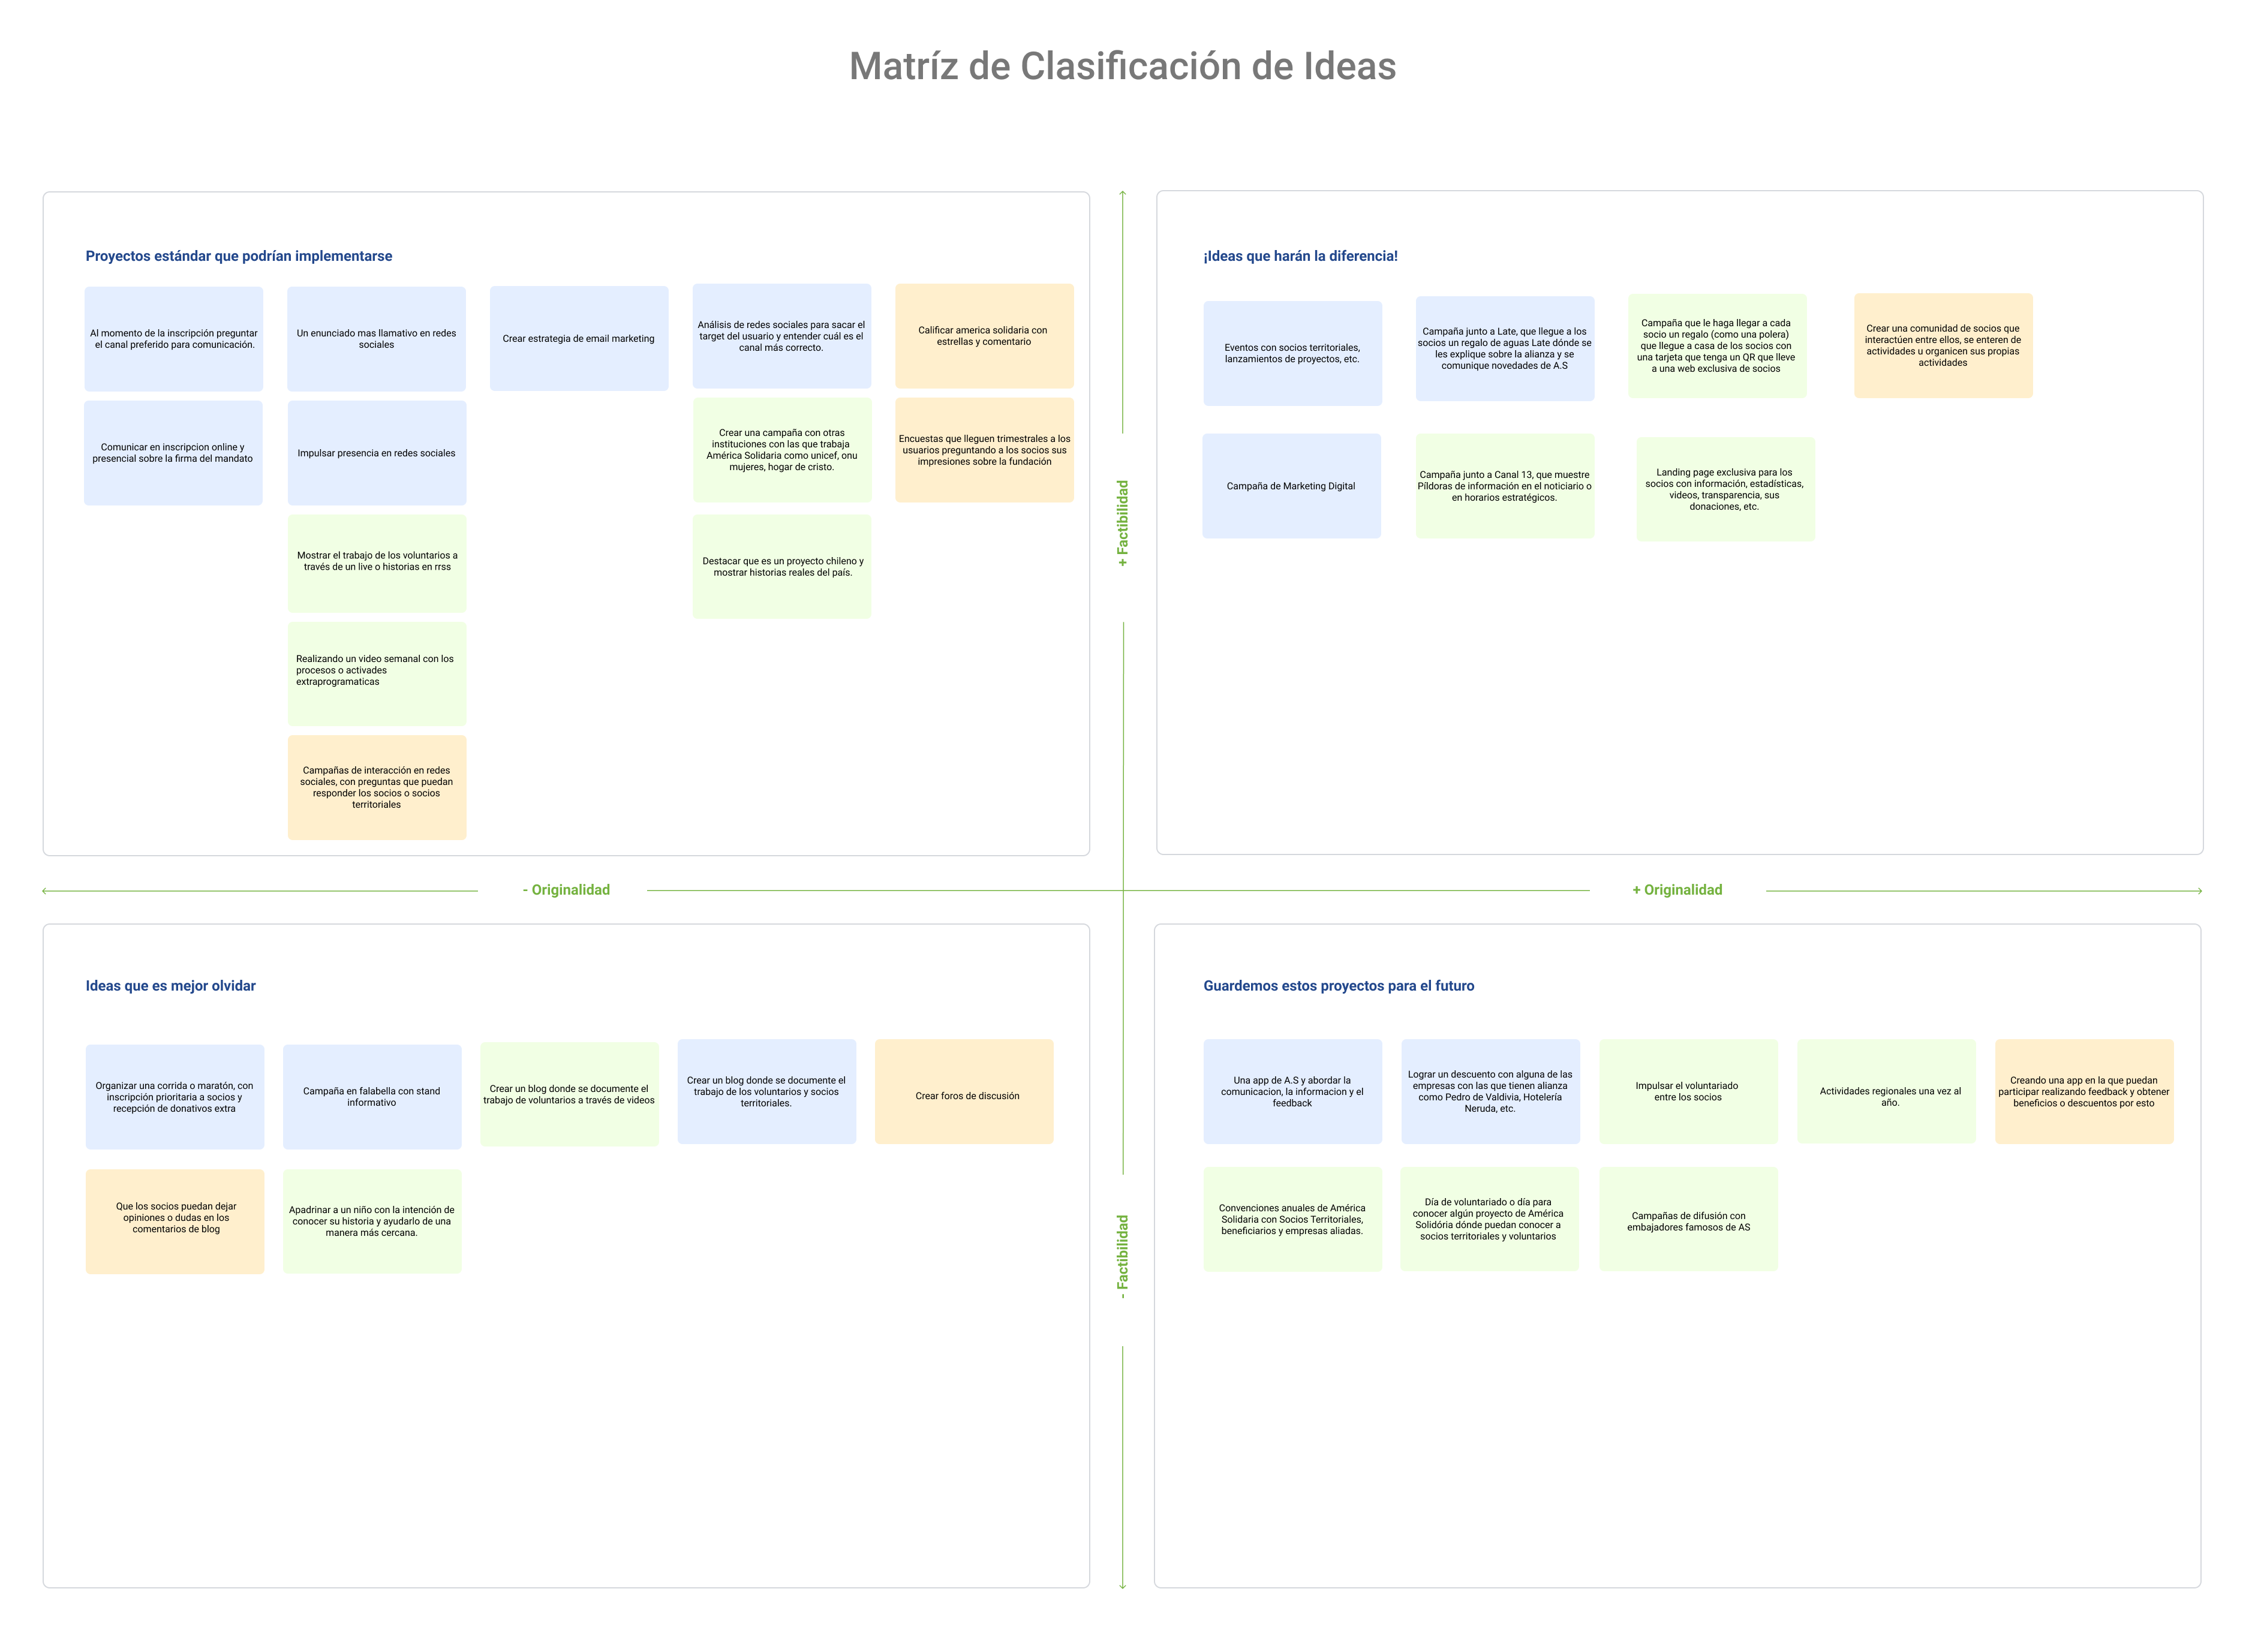 Matríz de Clasificación de Ideas
Proyectos estándar que podrían implementarse
Al momento de la inscripción preguntar
el canal preferido para comunicación.
Un enunciado mas llamativo en redes
sociales
Crear estrategia de email marketing
Análisis de redes sociales para sacar el
target del usuario y entender cuál es el
canal más correcto.
Calificar america solidaria con
estrellas y comentario
Comunicar en inscripcion online y
presencial sobre la firma del mandato
Impulsar presencia en redes sociales
Crear una campaña con otras
instituciones con las que trabaja
América Solidaria como unicef, onu
mujeres, hogar de cristo.
Encuestas que lleguen trimestrales a los
usuarios preguntando a los socios sus
impresiones sobre la fundación
Mostrar el trabajo de los voluntarios a
través de un live o historias en rrss
Destacar que es un proyecto chileno y
mostrar historias reales del país.
Realizando un video semanal con los
procesos o activades
extraprogramaticas
Campañas de interacción en redes
sociales, con preguntas que puedan
responder los socios o socios
territoriales
+ Factibilidad
¡Ideas que harán la diferencia!
Eventos con socios territoriales,
lanzamientos de proyectos, etc.
Campaña junto a Late, que llegue a los
socios un regalo de aguas Late dónde se
les explique sobre la alianza y se
comunique novedades de A.S
Campaña que le haga llegar a cada
socio un regalo (como una polera)
que llegue a casa de los socios con
una tarjeta que tenga un QR que lleve
a una web exclusiva de socios
Crear una comunidad de socios que
interactúen entre ellos, se enteren de
actividades u organicen sus propias
actividades
Campaña de Marketing Digital
Campaña junto a Canal 13, que muestre
Píldoras de información en el noticiario o
en horarios estratégicos.
Landing page exclusiva para los
socios con información, estadísticas,
videos, transparencia, sus
donaciones, etc.
- Originalidad
+ Originalidad
Ideas que es mejor olvidar
Organizar una corrida o maratón, con
inscripción prioritaria a socios y
recepción de donativos extra
Campaña en falabella con stand
informativo
Crear un blog donde se documente el
trabajo de voluntarios a través de videos
Crear un blog donde se documente el
trabajo de los voluntarios y socios
territoriales.
Crear foros de discusión
Que los socios puedan dejar
opiniones o dudas en los
comentarios de blog
Apadrinar a un niño con la intención de
conocer su historia y ayudarlo de una
manera más cercana.
- Factibilidad
Guardemos estos proyectos para el futuro
Una app de A.S y abordar la
comunicacion, la informacion y el
feedback
Lograr un descuento con alguna de las
empresas con las que tienen alianza
como Pedro de Valdivia, Hotelería
Neruda, etc.
Impulsar el voluntariado
entre los socios
Actividades regionales una vez al
año.
Creando una app en la que puedan
participar realizando feedback y obtener
beneficios o descuentos por esto
Convenciones anuales de América
Solidaria con Socios Territoriales,
beneficiarios y empresas aliadas.
Día de voluntariado o día para
conocer algún proyecto de América
Solidória dónde puedan conocer a
socios territoriales y voluntarios
Campañas de difusión con
embajadores famosos de AS